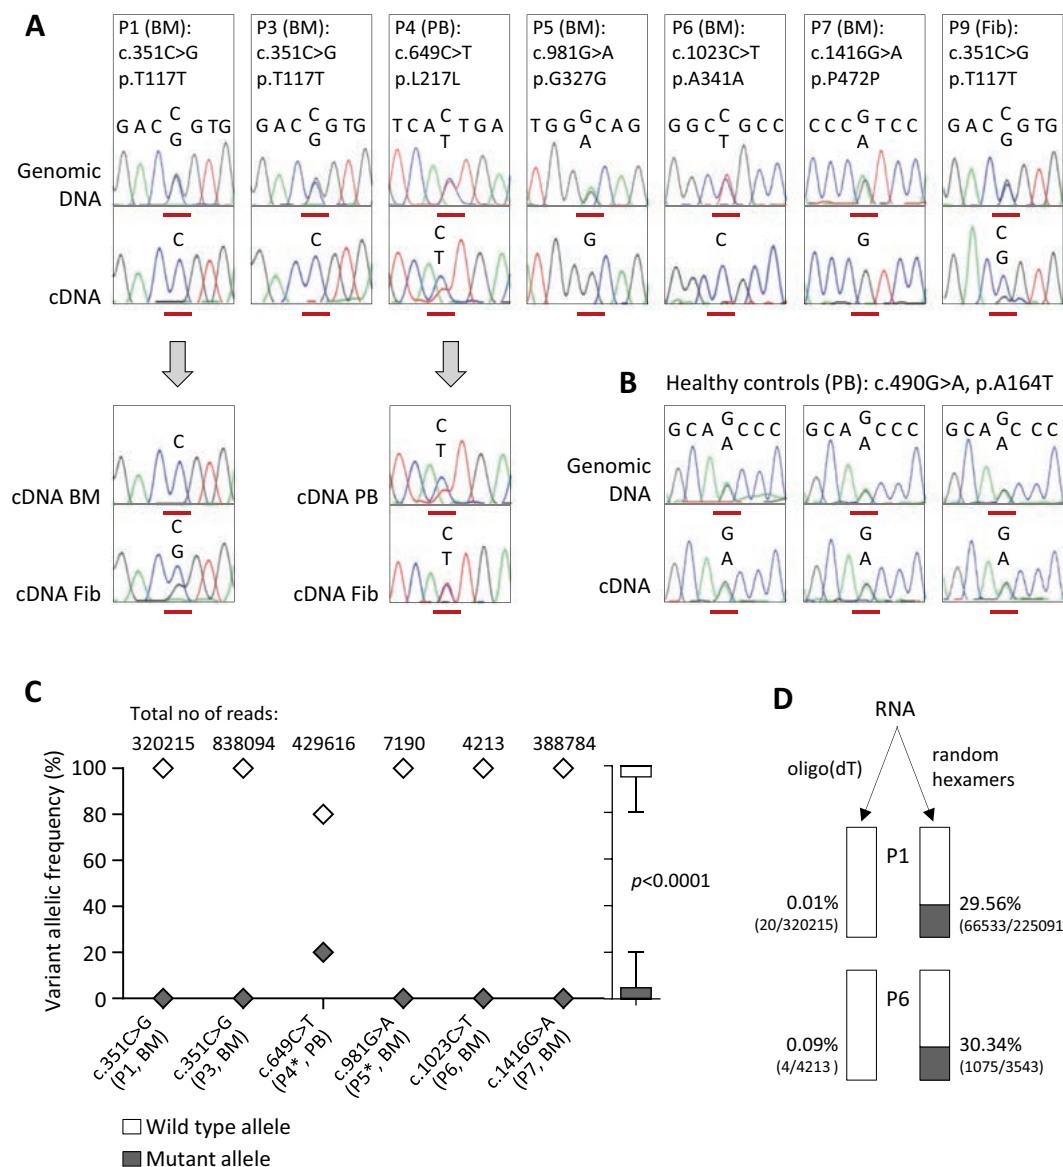 A
P1 (BM):
c.351C>G
p.T117T
P3 (BM):
c.351C>G
p.T117T
P4 (PB)
c.649C>T
p.L217L
P5 (BM):
c.981G>A
p.G327G
P6 (BM):
c.1023C>T
p.A341A
P7 (BM):
c.1416G>A
p.P472P
P9 (Fib):
c.351C>G
p.T117T
Genomic
DNA
G A C C G G T G
G A C C G G T G
T C A C T T G A
T G G G A C A G
G G C C T G C C
C C C G A T C C
G A C C G G T G
cDNA
C
C
C
T
G
C
G
C
G
cDNA BM
C
cDNA Fib
C
G
cDNA PB
C
T
cDNA Fib
C
T
B
Healthy controls (PB): c.490G>A, p.A164T
Genomic
DNA
G C A G A C C C
G C A G A C C C
G C A G A C C C
cDNA
G
A
G
A
G
A
C
Total no of reads:
320215 838094 429616 7190 4213 388784
Variant allelic frequency (%)
100
80
60
40
20
0
p<0.0001
c.351C>G
(P1, BM)
c.351C>G
(P3, BM)
c.649C>T
(P4*, PB)
c.981G>A
(P5*, BM)
c.1023C>T
(P6, BM)
c.1416G>A
(P7, BM)
Wild type allele
Mutant allele
D
RNA
oligo(dT)
random
hexamers
P1
0.01%
(20/320215)
29.56%
(66533/225091
P6
0.09%
(4/4213)
30.34%
(1075/3543)